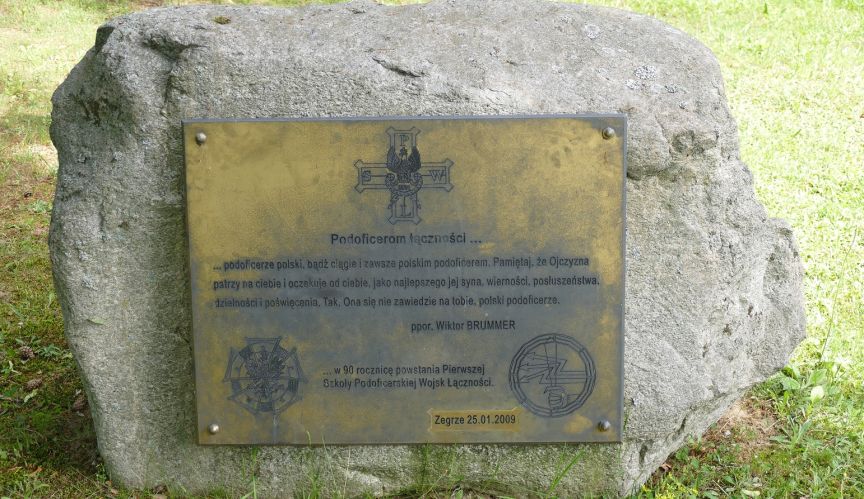 P
S W
Ł
Podoficerom łączności ...
... podoficerze polski, bądź ciągle i zawsze polskim podoficerem. Pamiętaj, że Ojczyzna
patrzy na ciebie i oczekuje od ciebie, jako najlepszego jej syna, wierności, posłuszeństwa,
dzielności i poświęcenia. Tak, Ona się nie zawiedzie na tobie, polski podoficerze.
ppor. Wiktor BRUMMER
... w 90 rocznicę powstania Pierwszej
Szkoły Podoficerskiej Wojsk Łączności.
Zegrze 25.01.2009